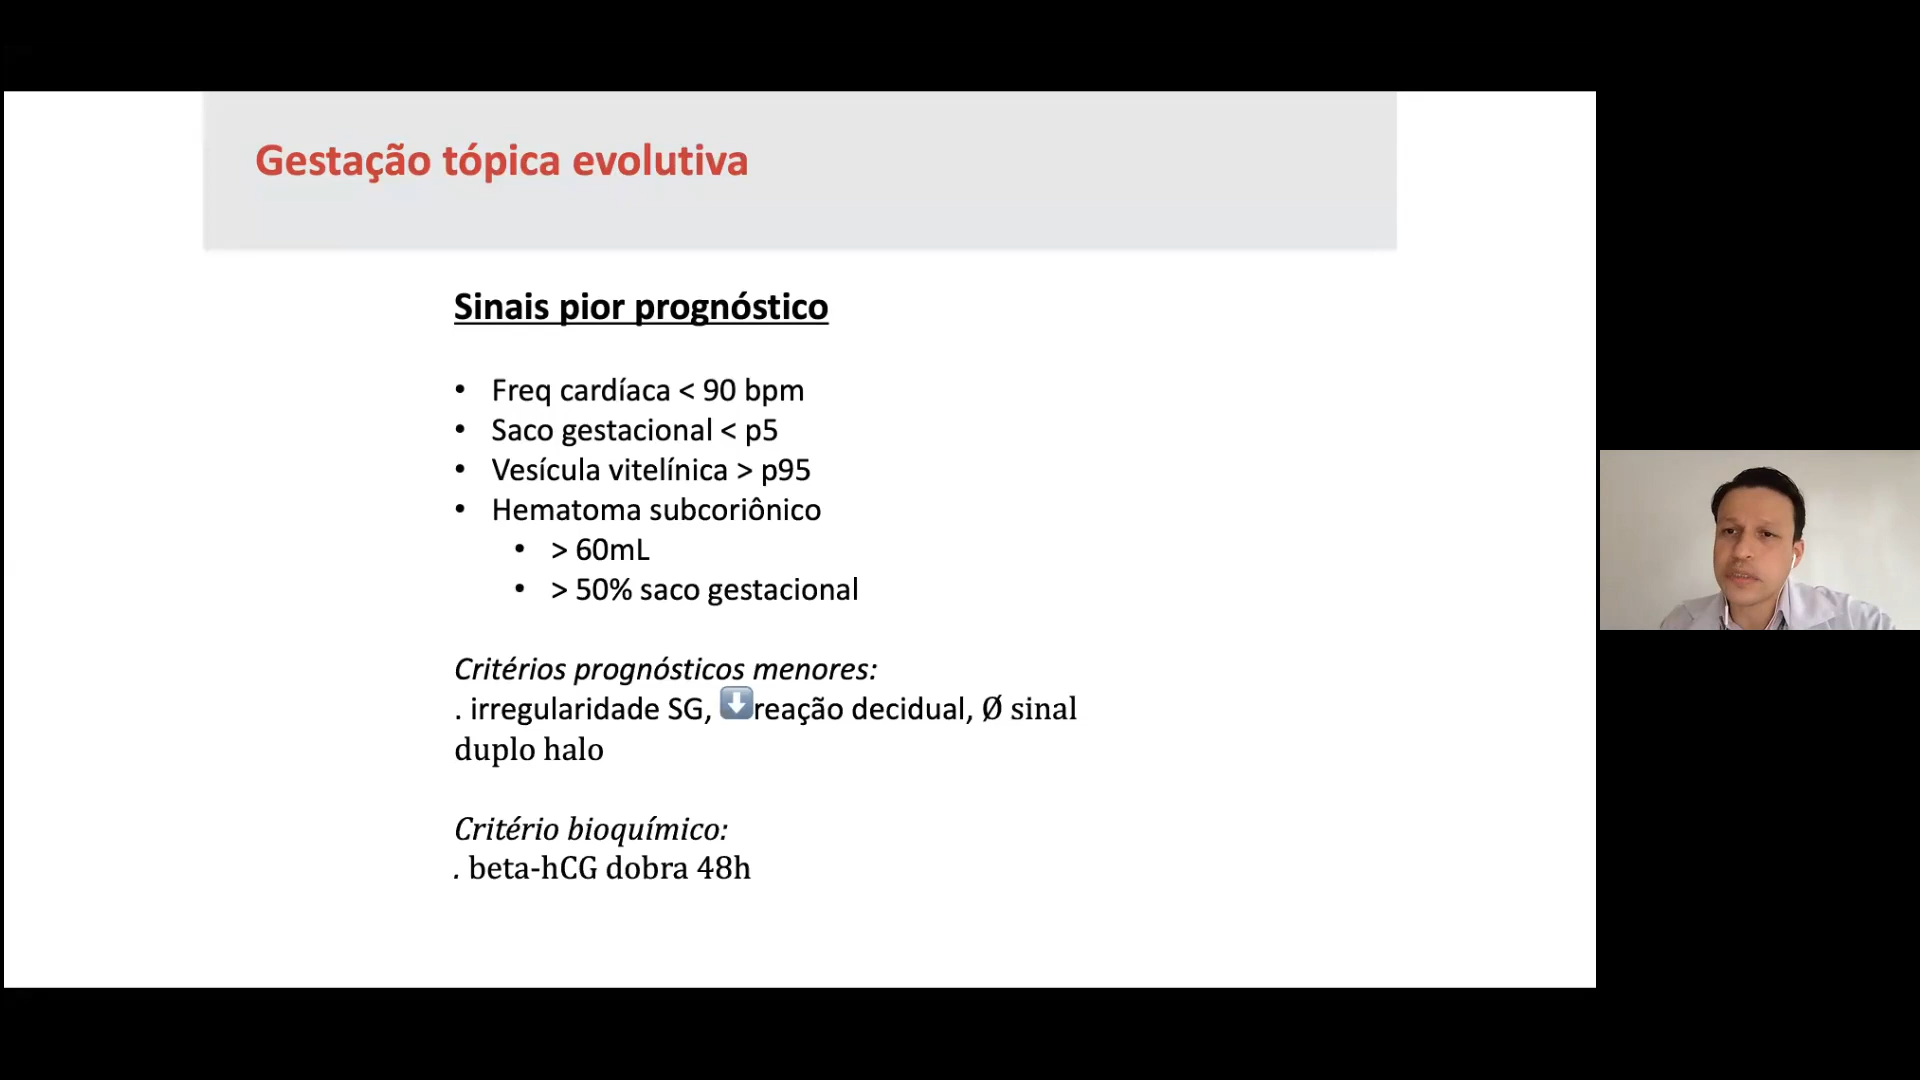 Gestação tópica evolutiva
Sinais pior prognóstico
• Freq cardíaca < 90 bpm
• Saco gestacional < p5
• Vesícula vitelínica > p95
• Hematoma subcoriônico
• > 60mL
• > 50% saco gestacional
Critérios prognósticos menores:
. irregularidade SG, ⬇️reação decidual, Ø sinal
duplo halo
Critério bioquímico:
. beta-hCG dobra 48h